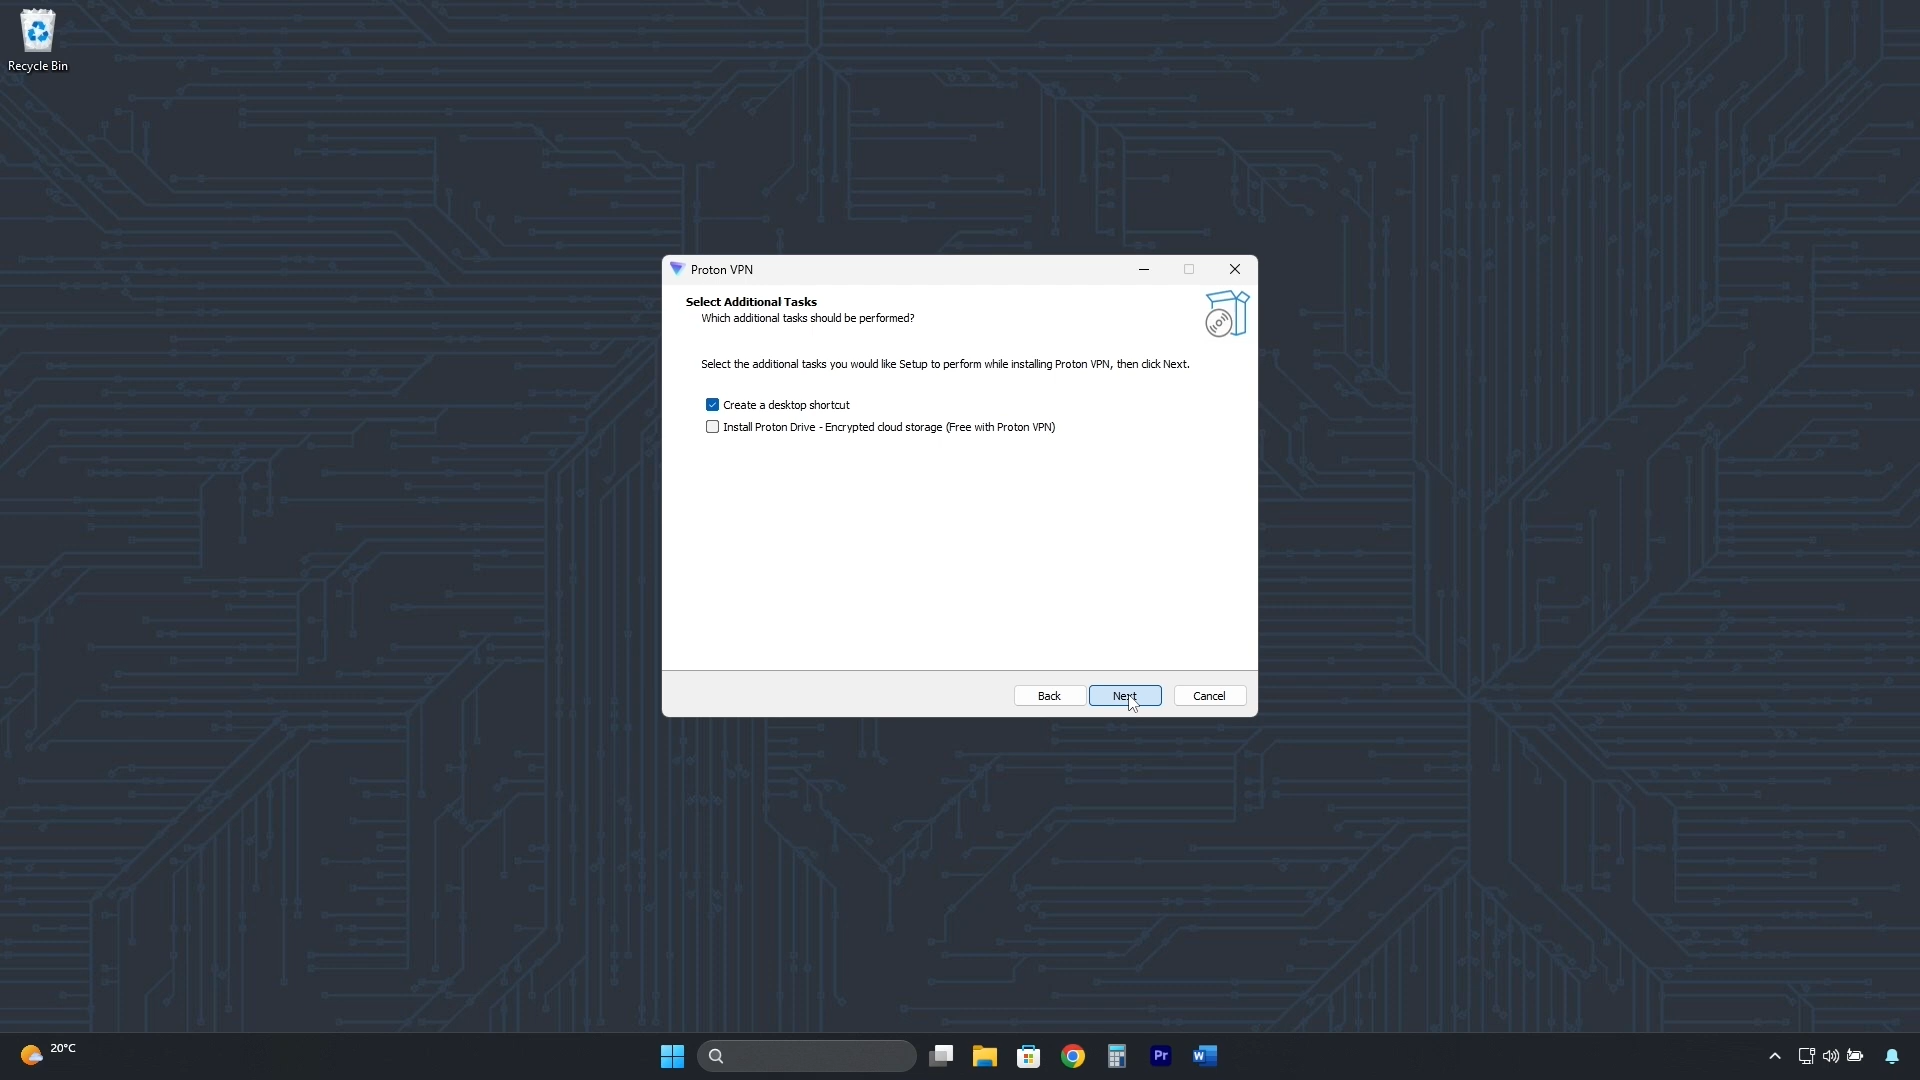 Recycle Bin
Proton VPN
Select Additional Tasks
Which additional tasks should be performed?
Select the additional tasks you would like Setup to perform while installing Proton VPN, then click Next.
Create a desktop shortcut
Install Proton Drive - Encrypted cloud storage (Free with Proton VPN)
Back
Next
Cancel
20°C
Pr
W